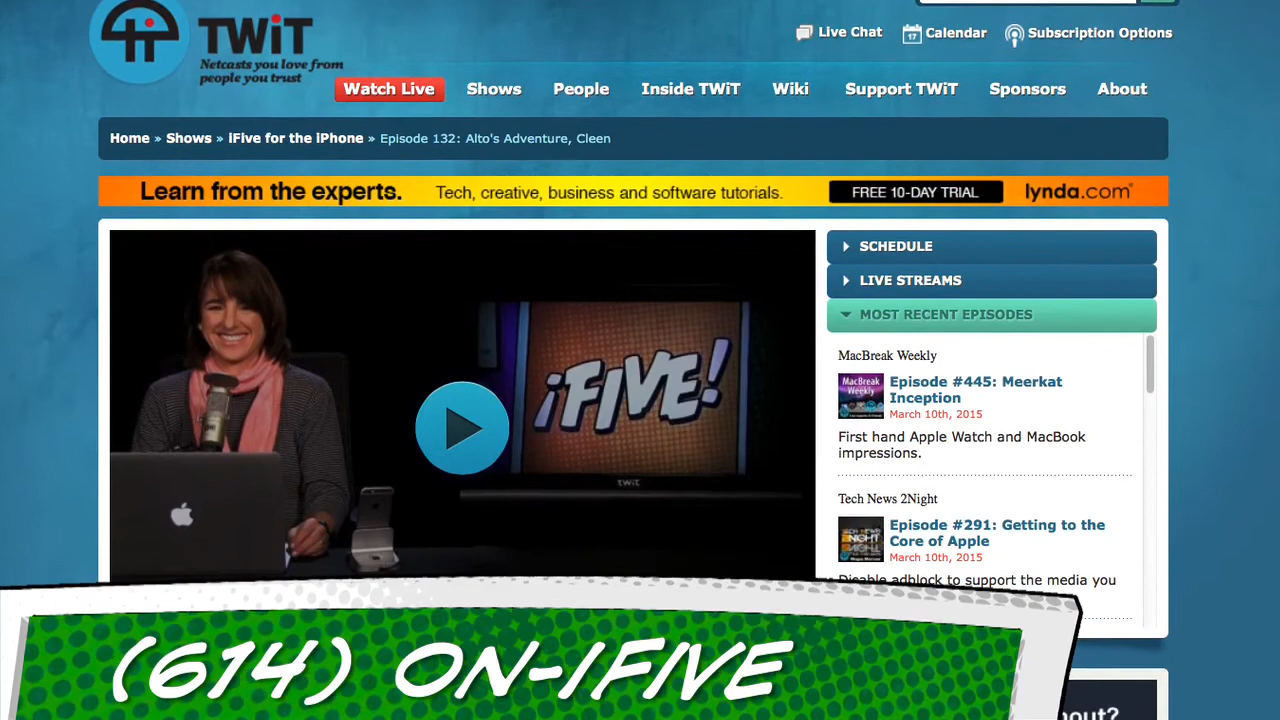 TWiT
Netcasts you love from
people you trust
Live Chat
17
Calendar
Subscription Options
Watch Live
Shows
People
Inside TWiT
Wiki
Support TWiT
Sponsors
About
Home » Shows » iFive for the iPhone » Episode 132: Alto's Adventure, Cleen
Learn from the experts.
Tech, creative, business and software tutorials.
FREE 10-DAY TRIAL
lynda.com
iFIVE!
TWiT
SCHEDULE
LIVE STREAMS
MOST RECENT EPISODES
MacBreak Weekly
MacBreak
Weekly
Episode #445: Meerkat
Inception
March 10th, 2015
First hand Apple Watch and MacBook
impressions.
Tech News 2Night
Episode #291: Getting to the
Core of Apple
March 10th, 2015
Disable adblock to support the media you
(614) ON-IFIVE